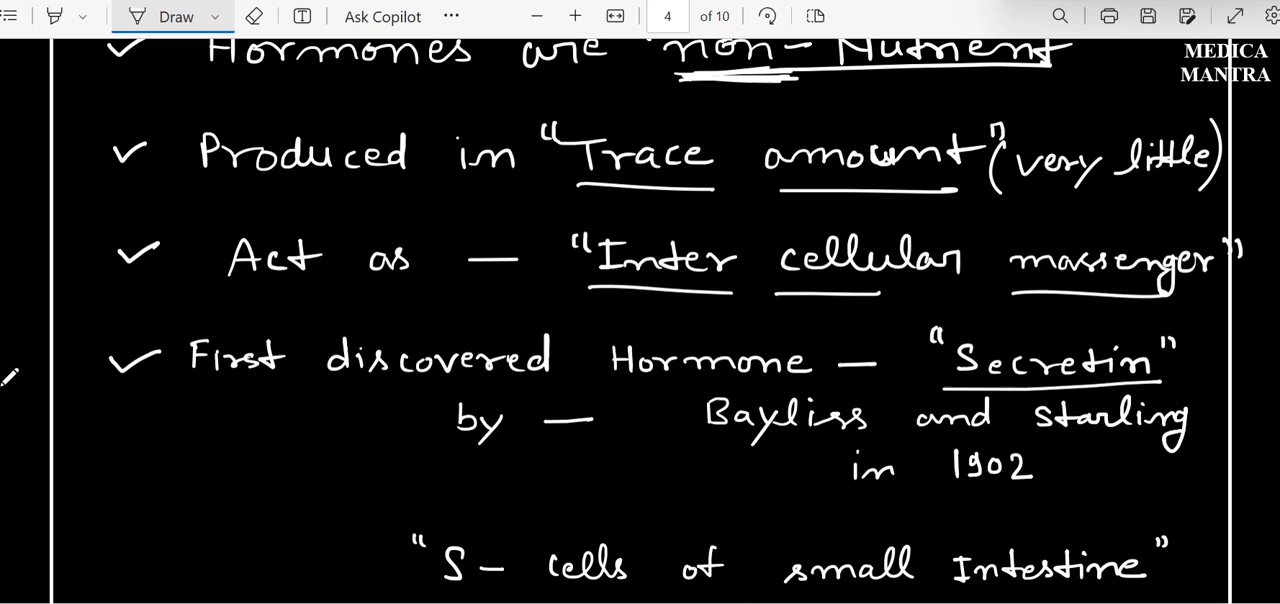 Draw
Ask Copilot
4 of 10
✓ Hormones are non-Nutrient
MEDICA
MANTRA
✓ Produced in "Trace amount" (very little)
✓ Act as — "Inter cellular massenger"
✓ First discovered Hormone — "Secretin"
by — Bayliss and starling
in 1902
"S - cells of small Intestine"